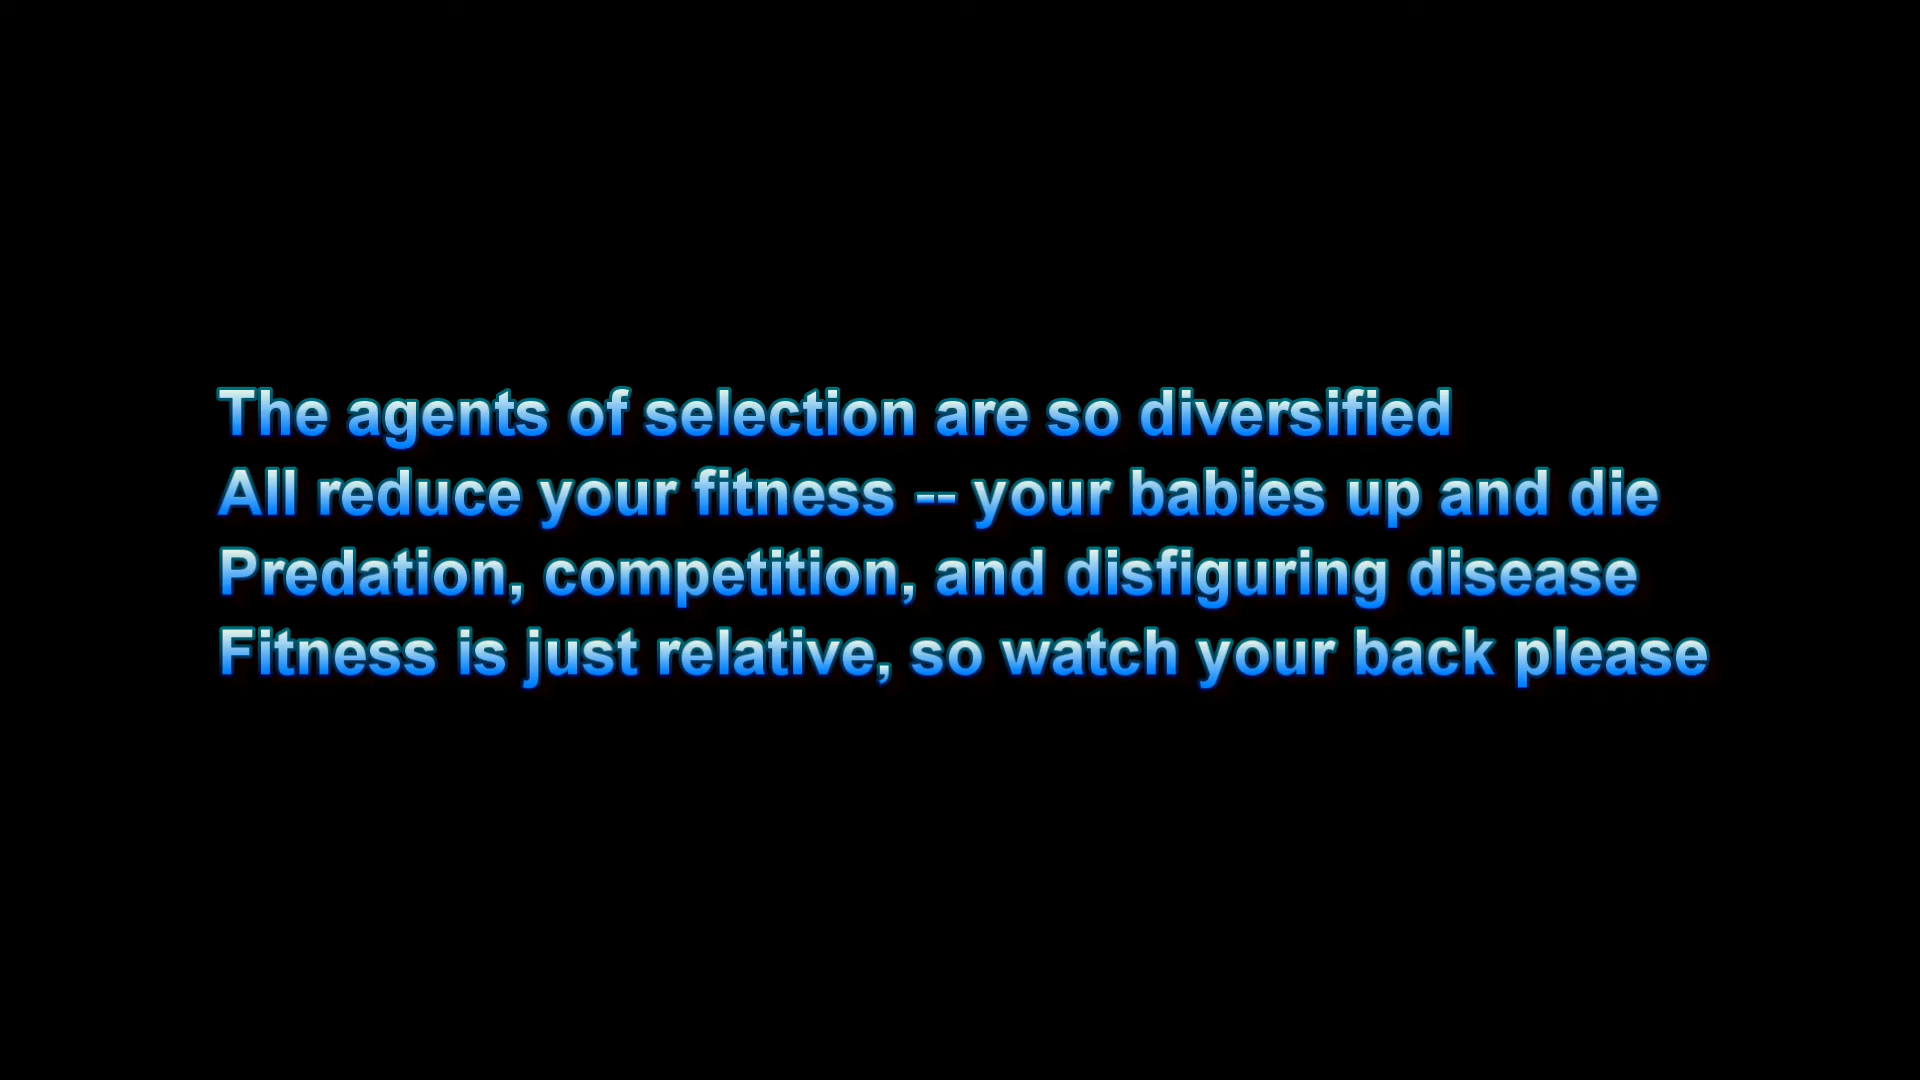 The agents of selection are so diversified
All reduce your fitness -- your babies up and die
Predation, competition, and disfiguring disease
Fitness is just relative, so watch your back please